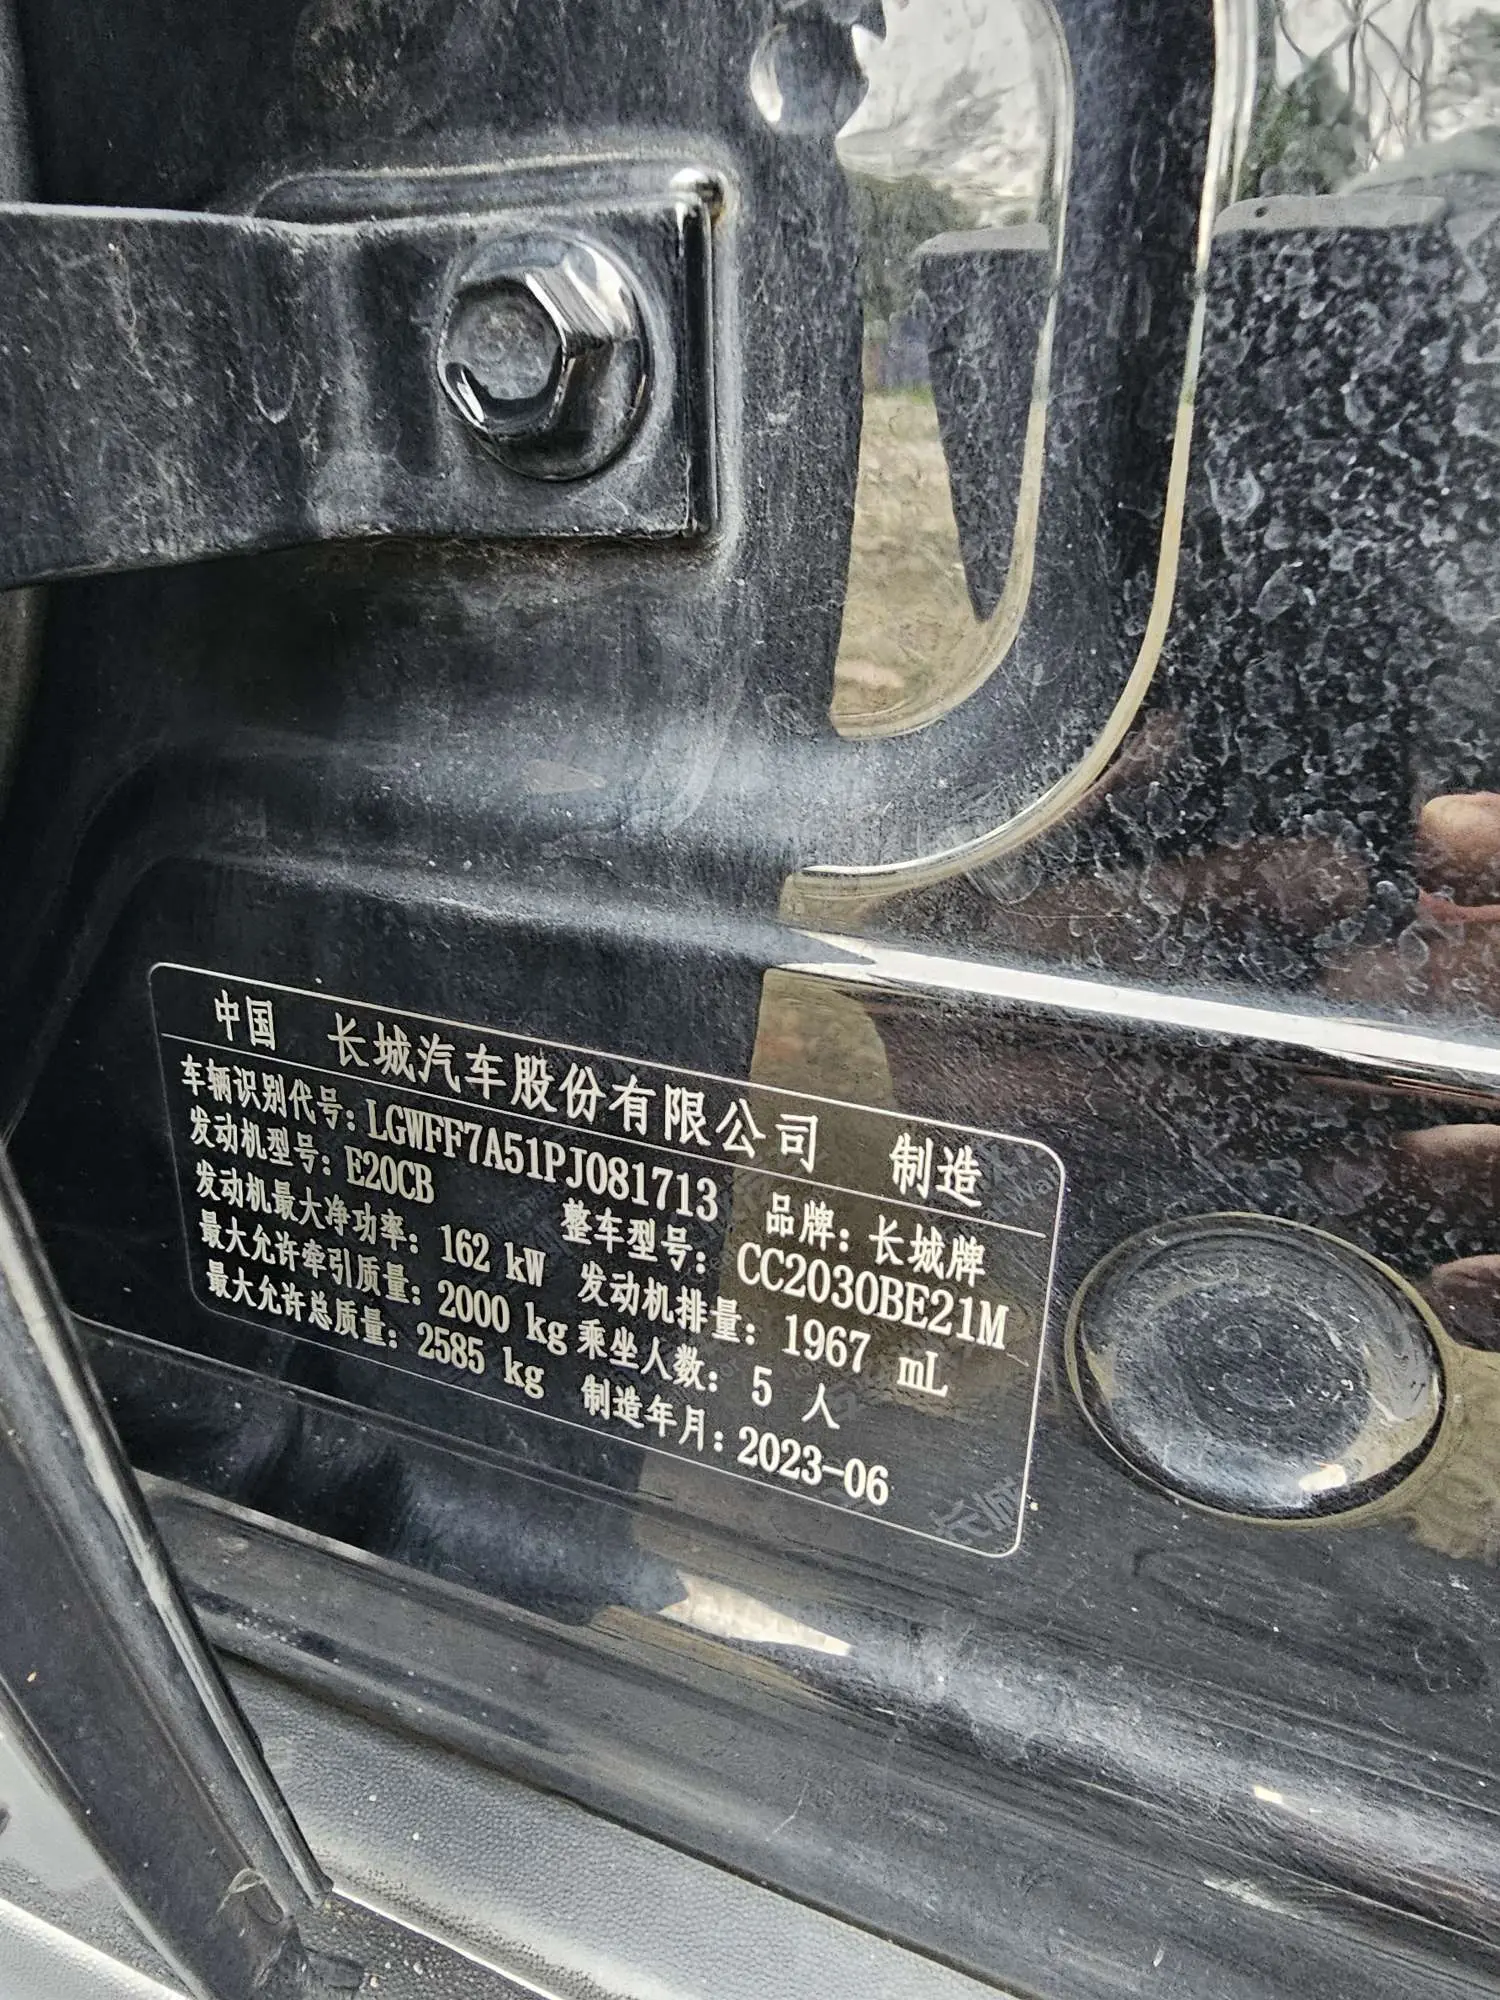 中国 长城汽车股份有限公司 制造
车辆识别代号: LGWFF7A51PJ081713 品牌: 长城牌
发动机型号: E20CB 整车型号: CC2030BE21M
发动机最大净功率: 162 kW 发动机排量: 1967 mL
最大允许牵引质量: 2000 kg 乘坐人数: 5 人
最大允许总质量: 2585 kg 制造年月: 2023-06